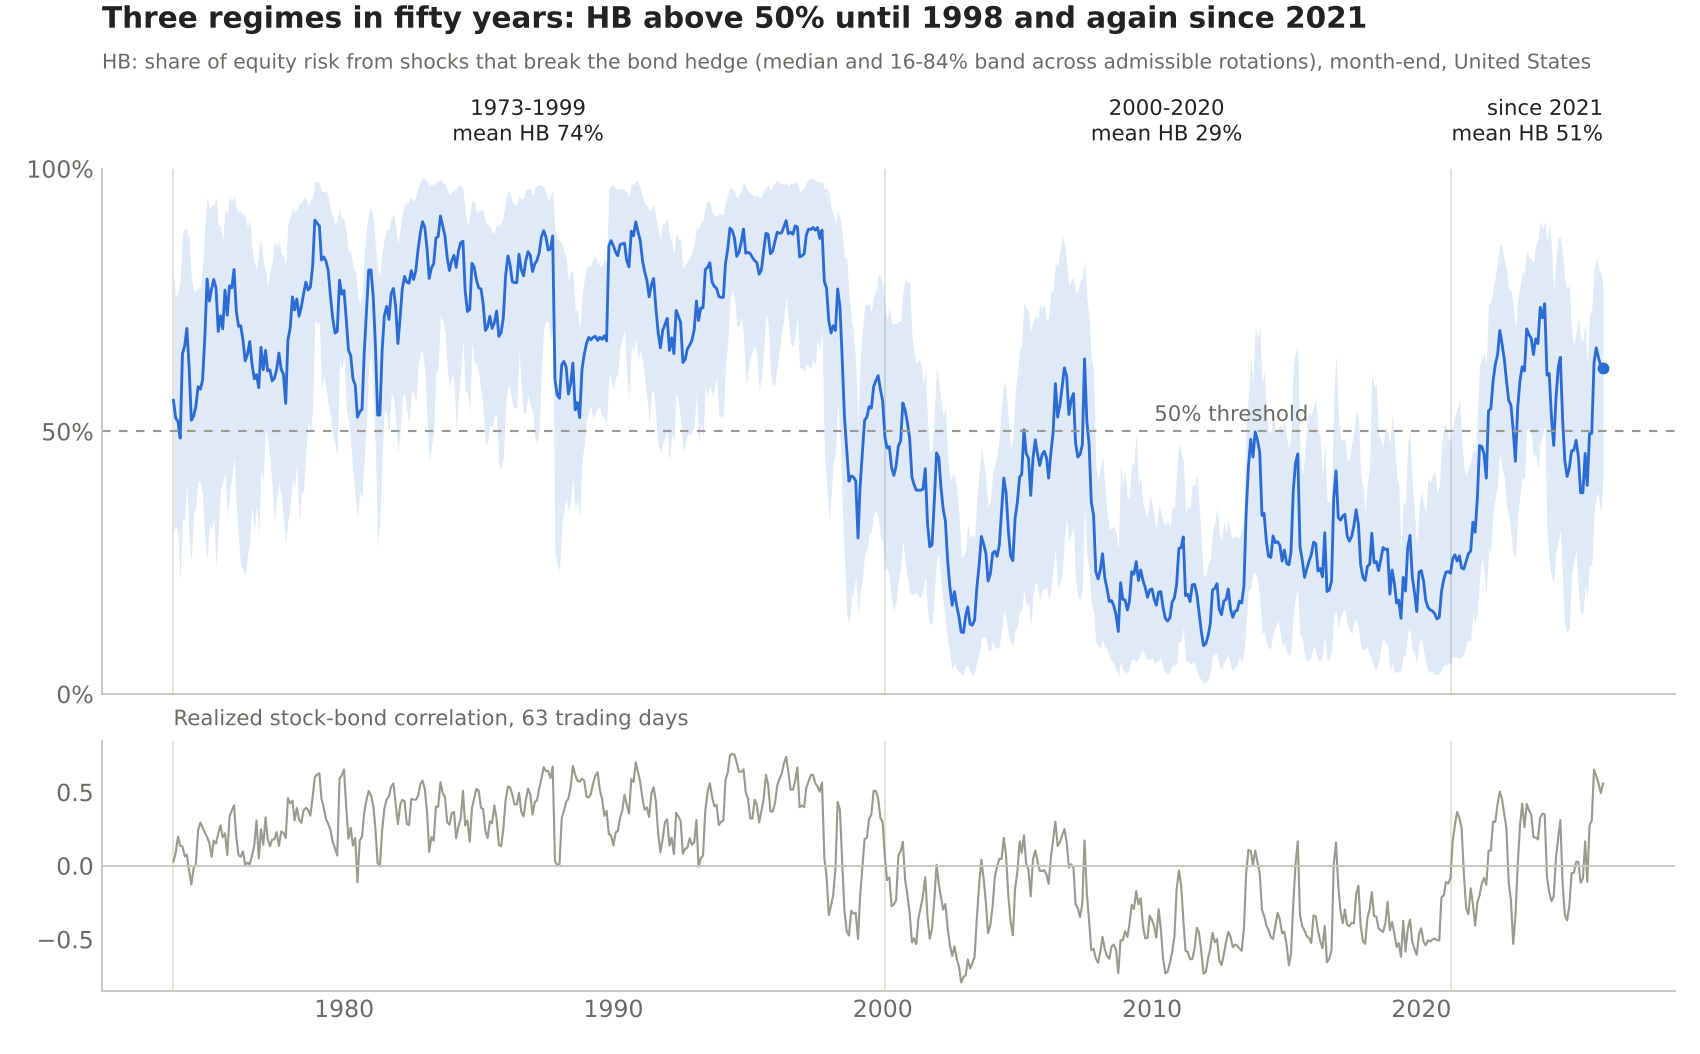 Three regimes in fifty years: HB above 50% until 1998 and again since 2021
HB: share of equity risk from shocks that break the bond hedge (median and 16-84% band across admissible rotations), month-end, United States
1973-1999
mean HB 74%
2000-2020
mean HB 29%
since 2021
mean HB 51%
100%
50%
0%
50% threshold
Realized stock-bond correlation, 63 trading days
0.5
0.0
−0.5
1980
1990
2000
2010
2020